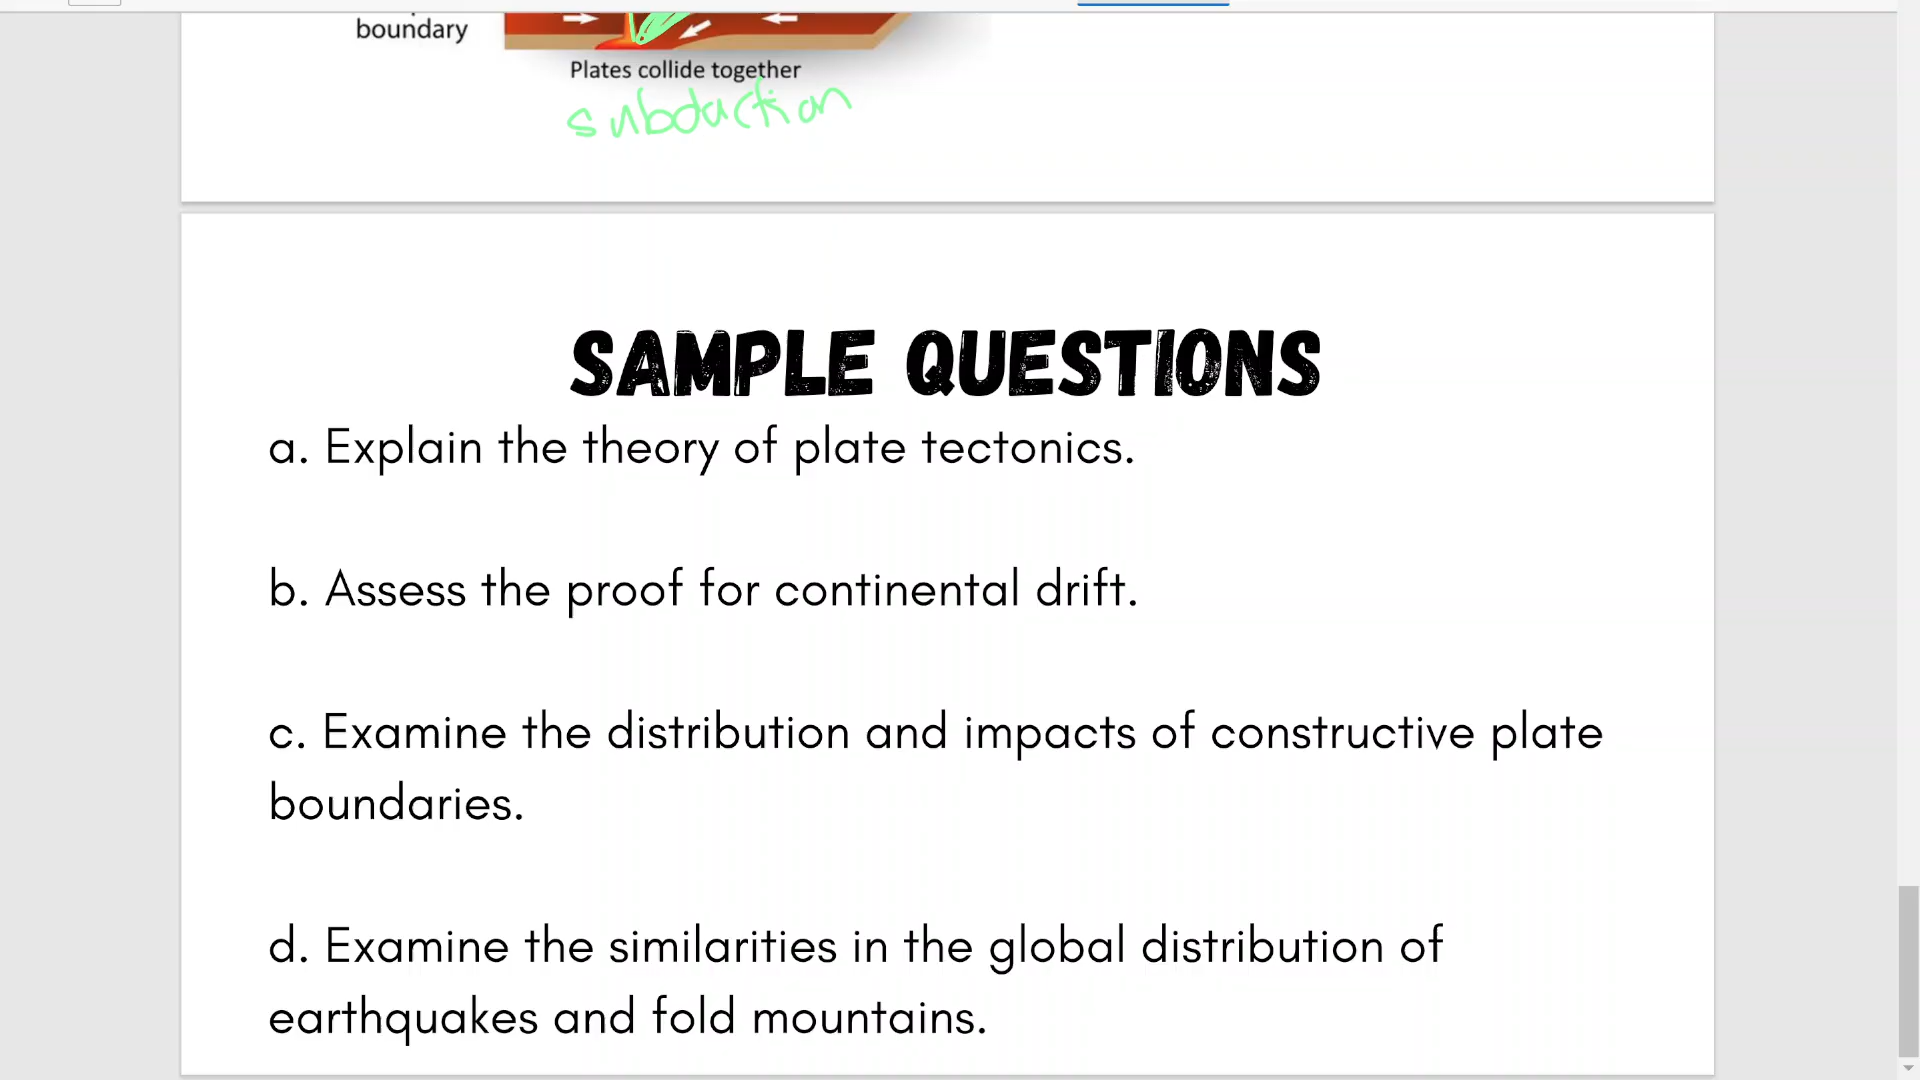 boundary
Plates collide together
subduction
SAMPLE QUESTIONS
a. Explain the theory of plate tectonics.
b. Assess the proof for continental drift.
c. Examine the distribution and impacts of constructive plate
boundaries.
d. Examine the similarities in the global distribution of
earthquakes and fold mountains.